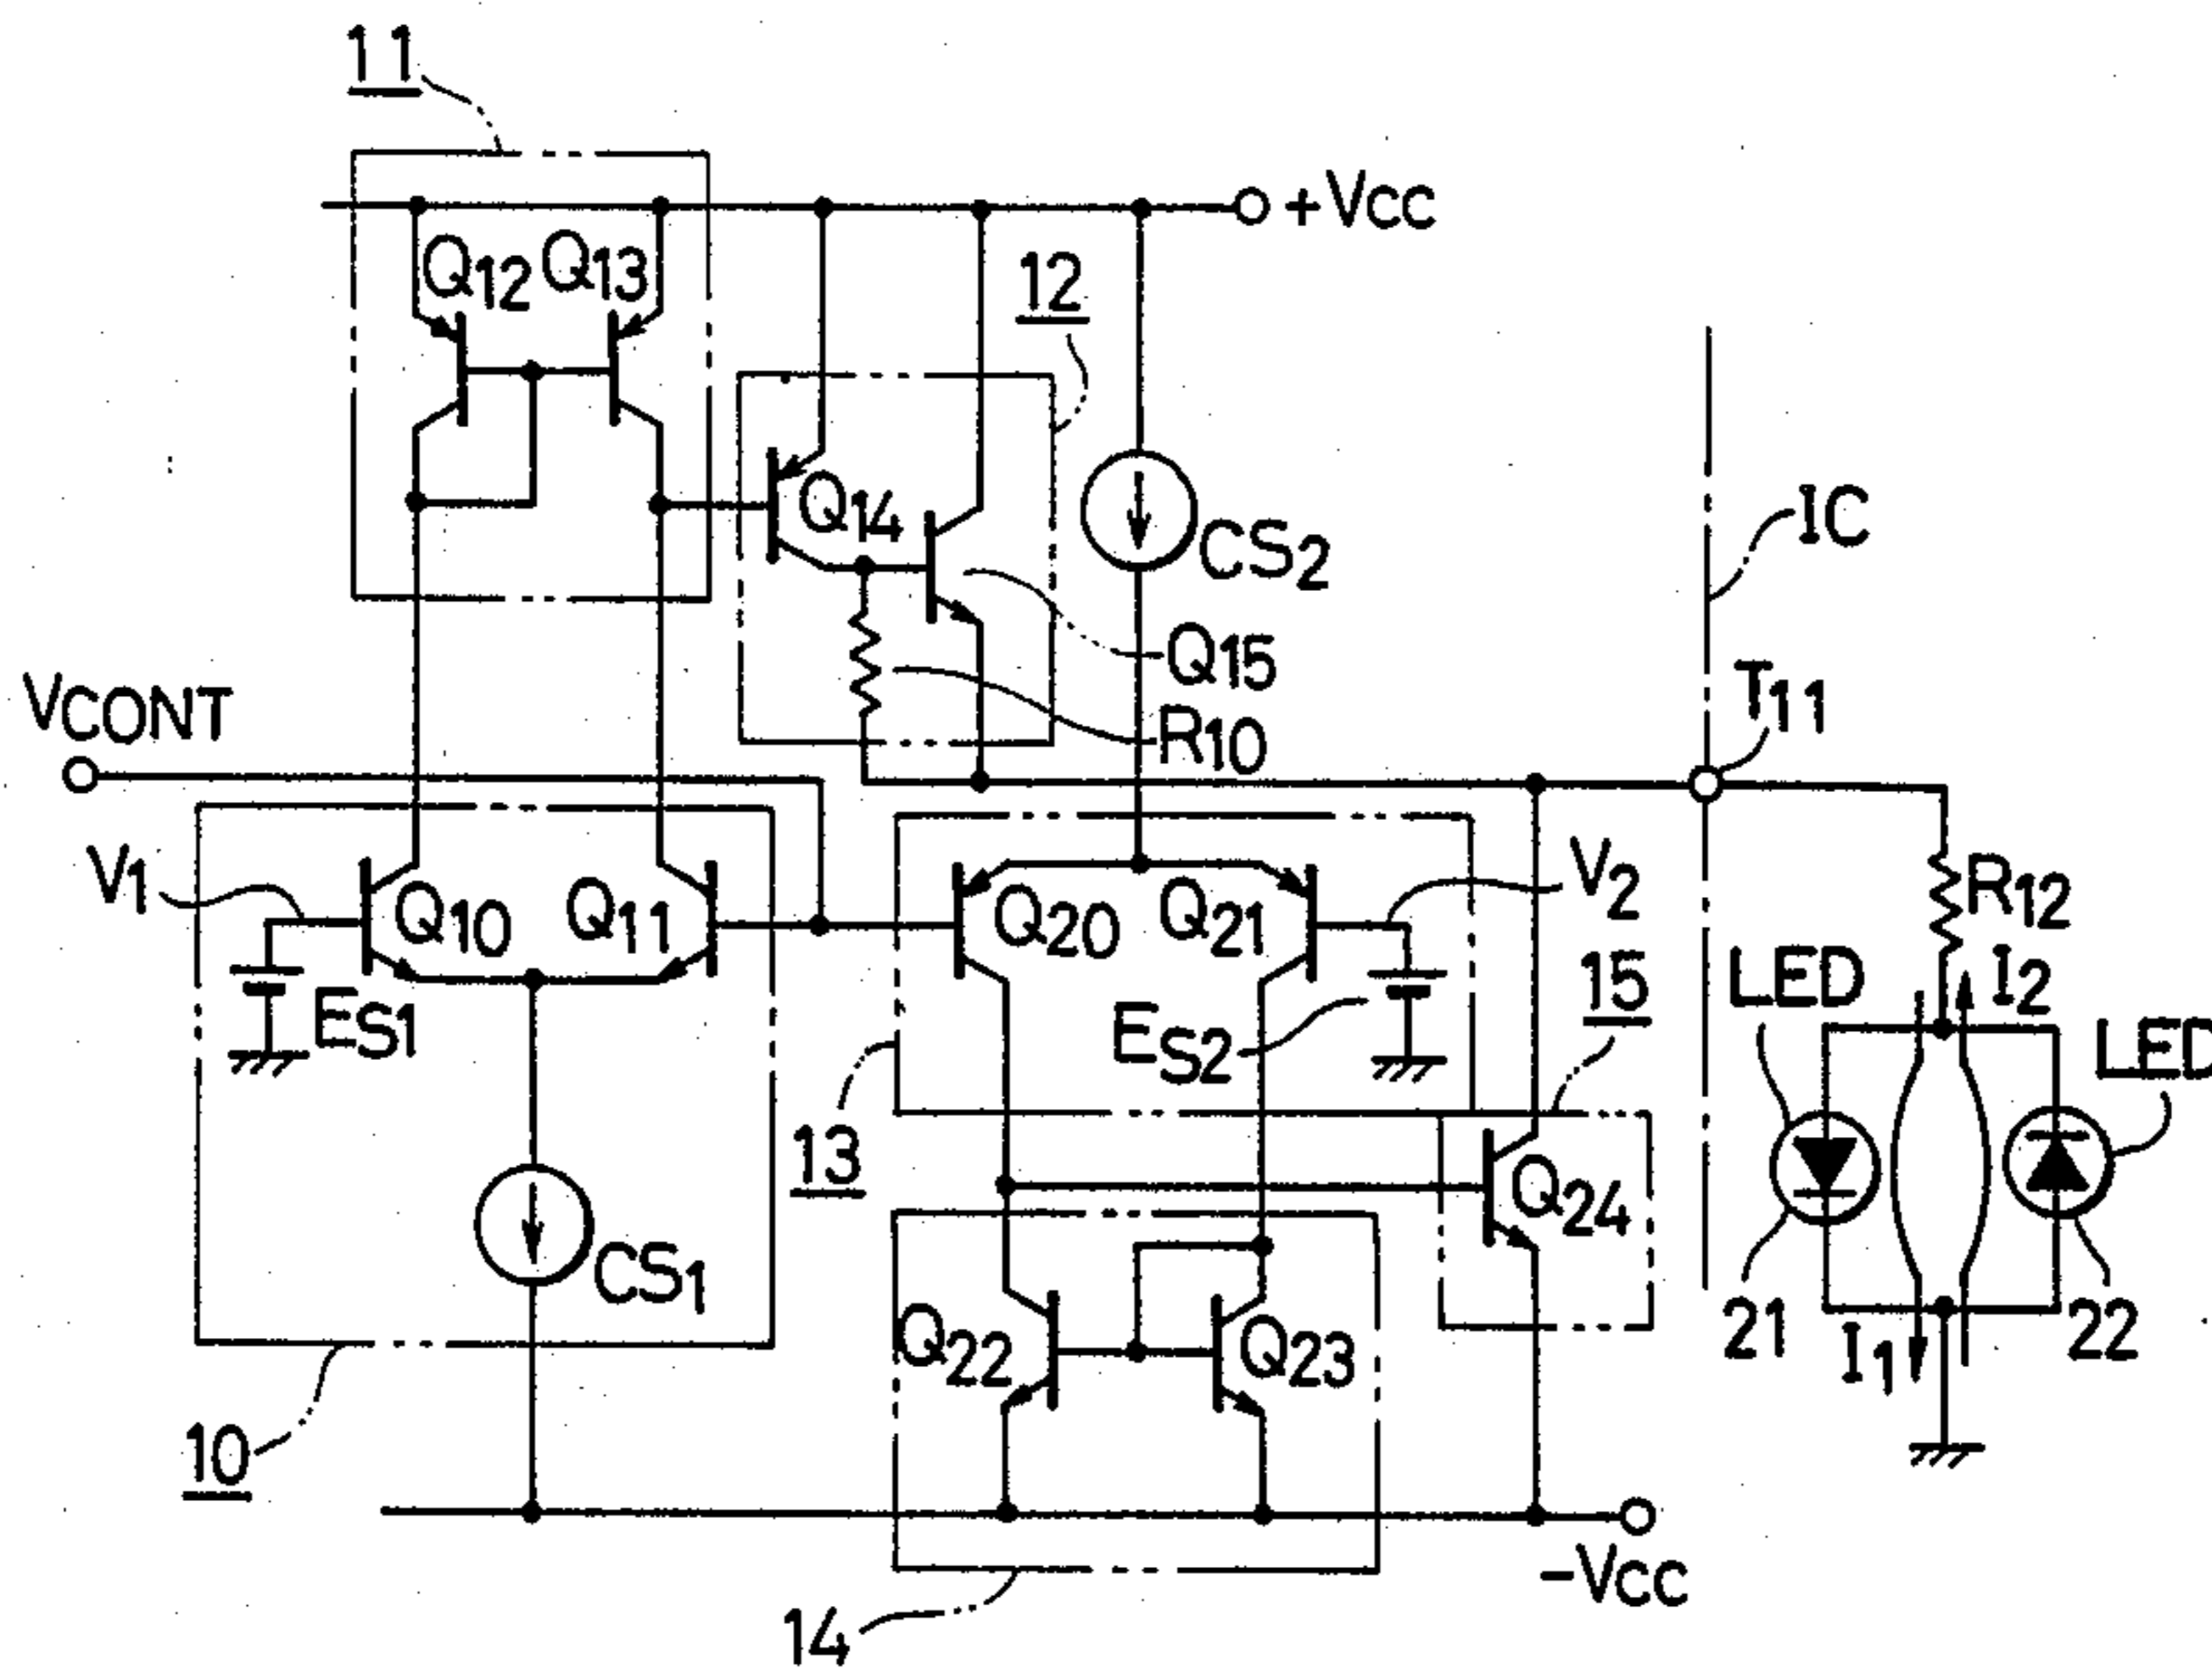 11
+VCC
Q12 Q13
12
Q14
CS2
IC
Q15
T11
VCONT
R10
V1
Q10 Q11
Q20 Q21
V2
R12
ES1
ES2
15
LED
I2
LED
13
Q24
CS1
Q22
Q23
21
I1
22
10
-VCC
14